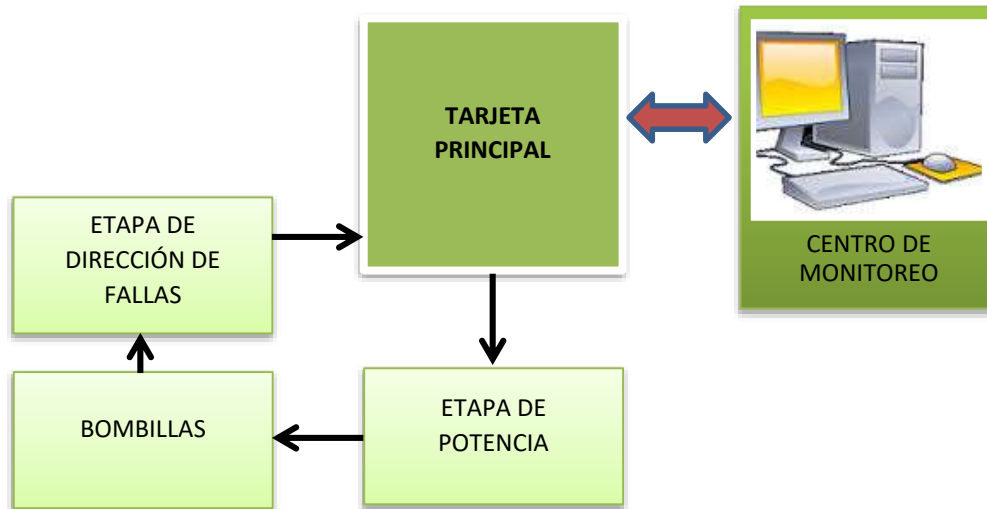 TARJETA
PRINCIPAL
CENTRO DE
MONITOREO
ETAPA DE
DIRECCIÓN DE
FALLAS
BOMBILLAS
ETAPA DE
POTENCIA